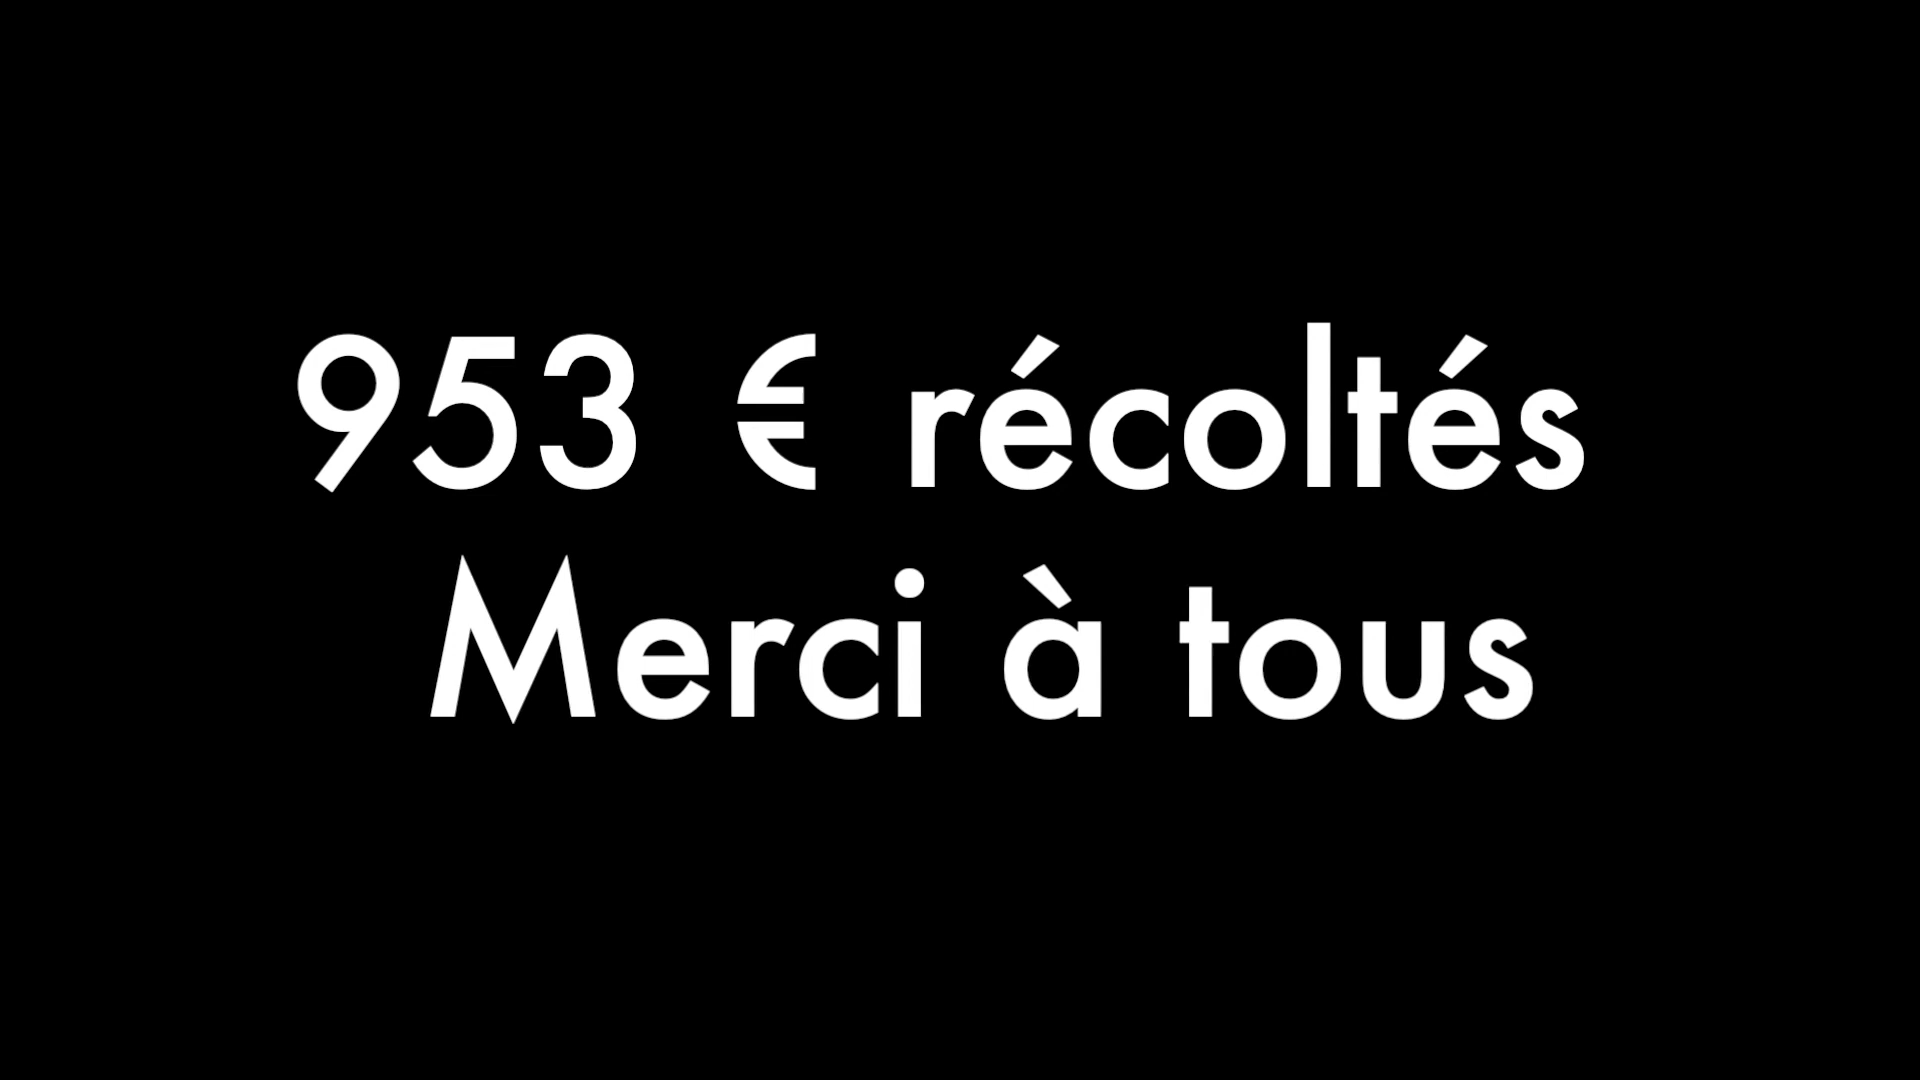 953 € récoltés
Merci à tous